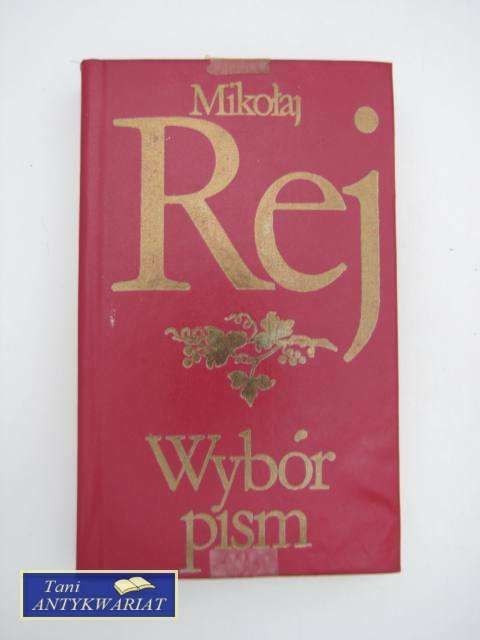 Mikołaj
Rej
Wybór
pism
Tani
ANTYKWARIAT